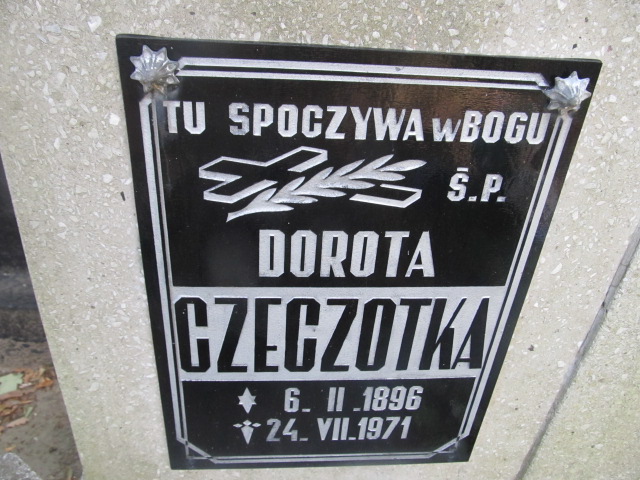 TU SPOCZYWA w BOGU
Ś.P.
DOROTA
CZECZOTKA
6. II .1896
24. VII.1971